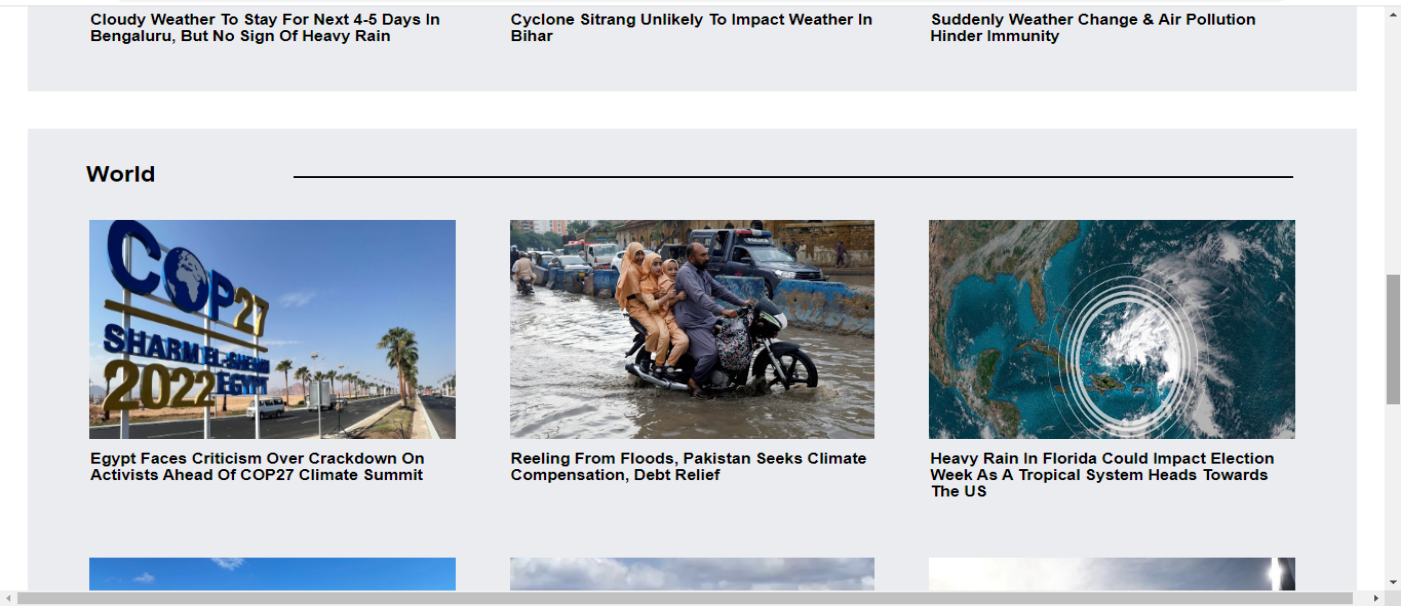 Cloudy Weather To Stay For Next 4-5 Days In
Bengaluru, But No Sign Of Heavy Rain
Cyclone Sitrang Unlikely To Impact Weather In
Bihar
Suddenly Weather Change & Air Pollution
Hinder Immunity
World
COP27
SHARM EL-SHEIKH
2022 EGYPT
Egypt Faces Criticism Over Crackdown On
Activists Ahead Of COP27 Climate Summit
Reeling From Floods, Pakistan Seeks Climate
Compensation, Debt Relief
Heavy Rain In Florida Could Impact Election
Week As A Tropical System Heads Towards
The US